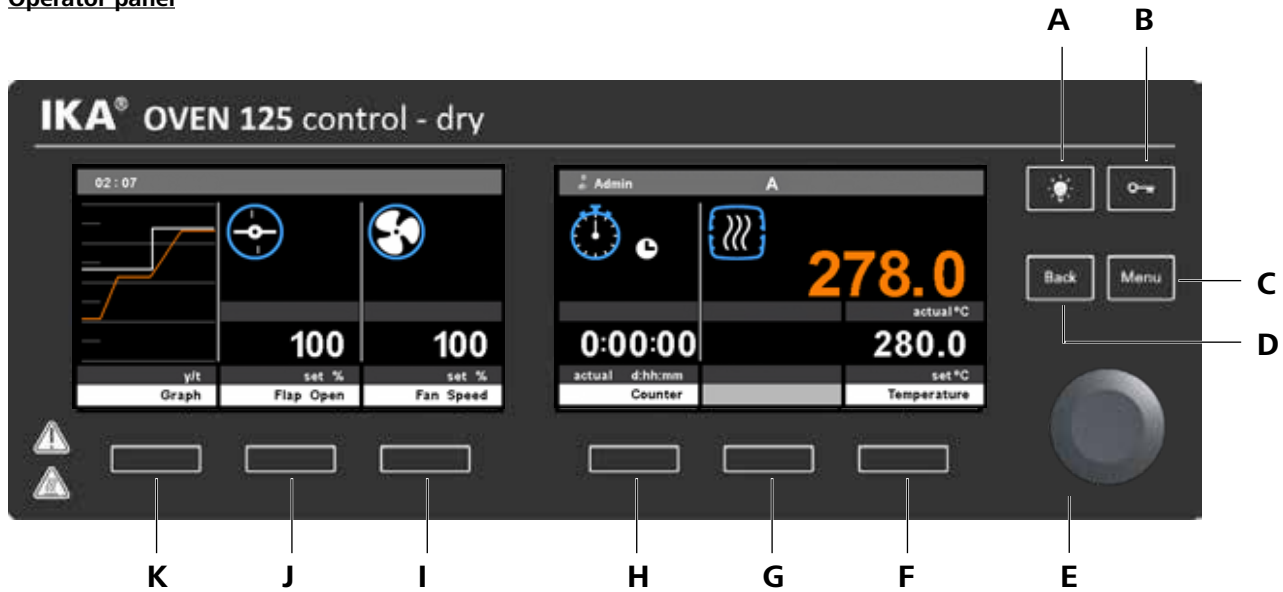 Operator panel
A B
IKA® OVEN 125 control - dry
02:07
Admin A
278.0
actual °C
Back Menu
C
D
100 100 0:00:00 280.0
y/t set % set % actual d:hh:mm set °C
Graph Flap Open Fan Speed Counter Temperature
K J I H G F E